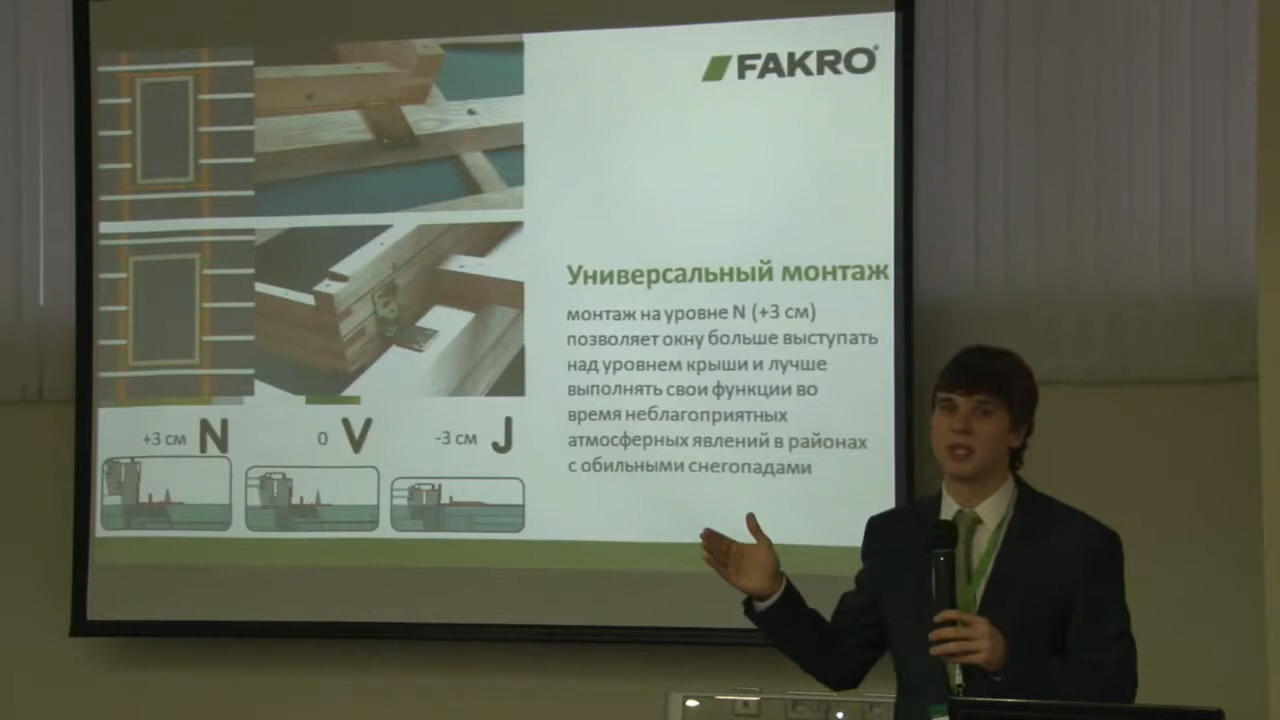 FAKRO
Универсальный монтаж
монтаж на уровне N (+3 см)
позволяет окну больше выступать
над уровнем крыши и лучше
выполнять свои функции во
время неблагоприятных
атмосферных явлений в районах
с обильными снегопадами
+3 см N
0 V
-3 см J